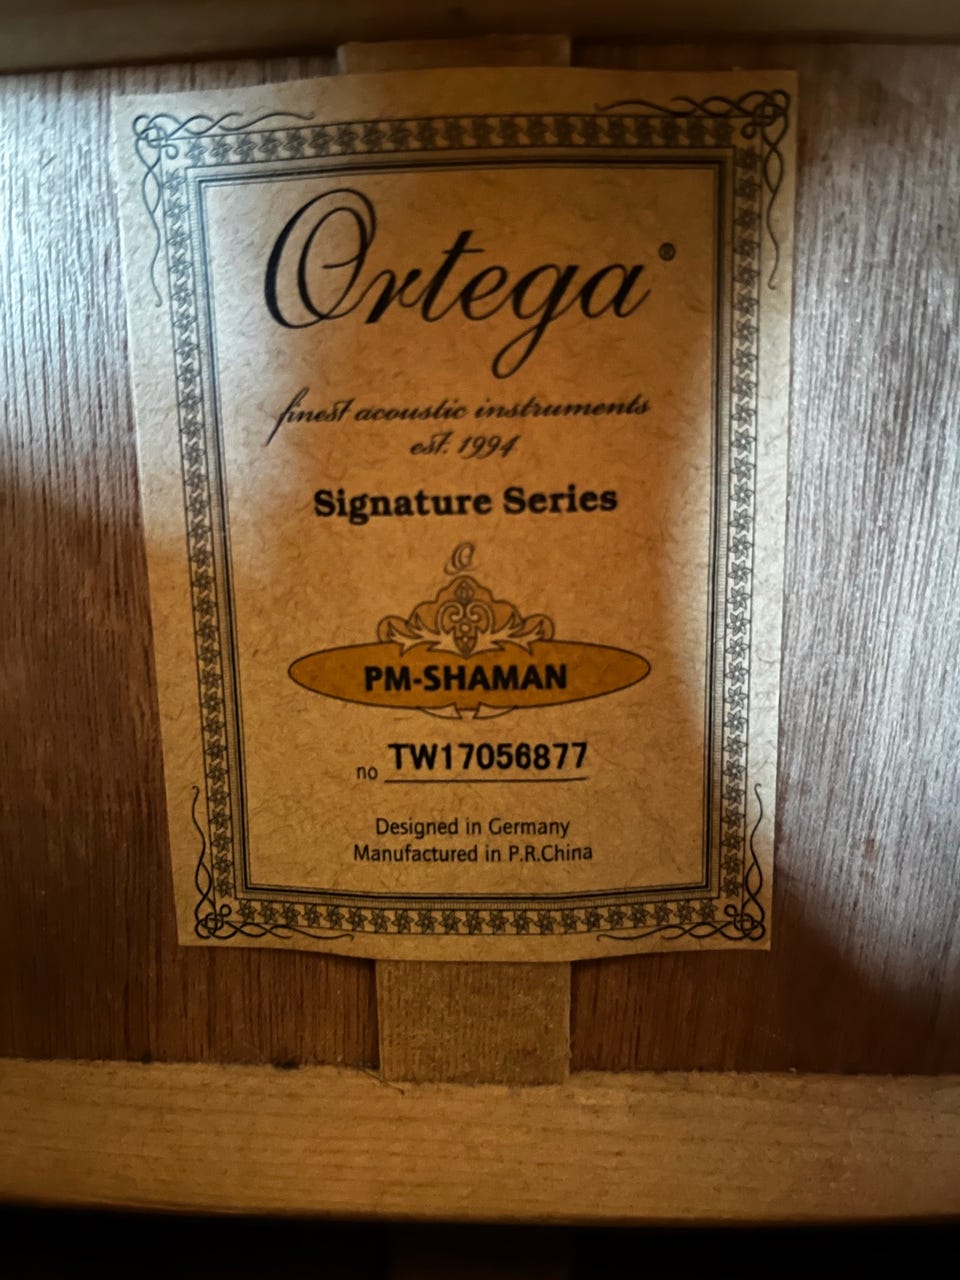 Ortega®
finest acoustic instruments
est. 1994
Signature Series
PM-SHAMAN
no TW17056877
Designed in Germany
Manufactured in P.R.China